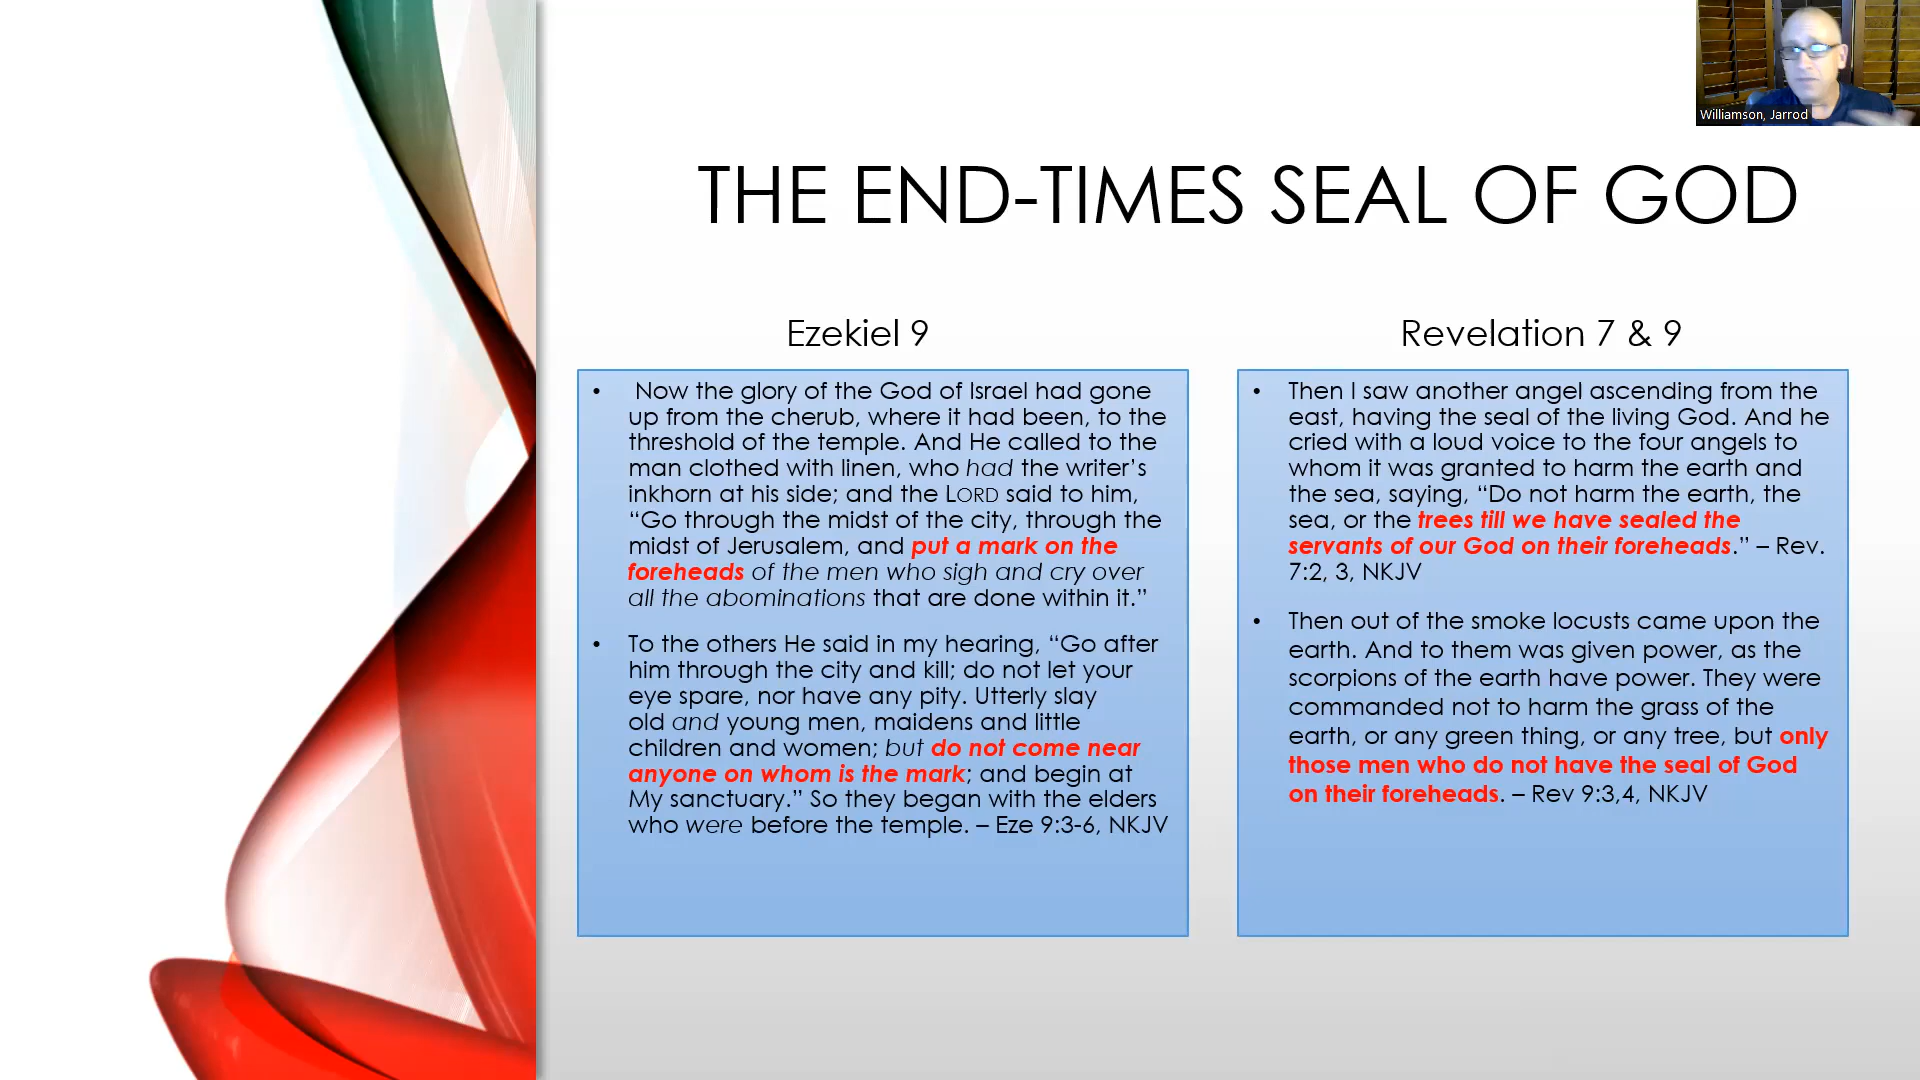 Williamson, Jarrod
THE END-TIMES SEAL OF GOD
Ezekiel 9
• Now the glory of the God of Israel had gone
up from the cherub, where it had been, to the
threshold of the temple. And He called to the
man clothed with linen, who had the writer’s
inkhorn at his side; and the LORD said to him,
“Go through the midst of the city, through the
midst of Jerusalem, and put a mark on the
foreheads of the men who sigh and cry over
all the abominations that are done within it.”
• To the others He said in my hearing, “Go after
him through the city and kill; do not let your
eye spare, nor have any pity. Utterly slay
old and young men, maidens and little
children and women; but do not come near
anyone on whom is the mark; and begin at
My sanctuary.” So they began with the elders
who were before the temple. – Eze 9:3-6, NKJV
Revelation 7 & 9
• Then I saw another angel ascending from the
east, having the seal of the living God. And he
cried with a loud voice to the four angels to
whom it was granted to harm the earth and
the sea, saying, “Do not harm the earth, the
sea, or the trees till we have sealed the
servants of our God on their foreheads.” – Rev.
7:2, 3, NKJV
• Then out of the smoke locusts came upon the
earth. And to them was given power, as the
scorpions of the earth have power. They were
commanded not to harm the grass of the
earth, or any green thing, or any tree, but only
those men who do not have the seal of God
on their foreheads. – Rev 9:3,4, NKJV